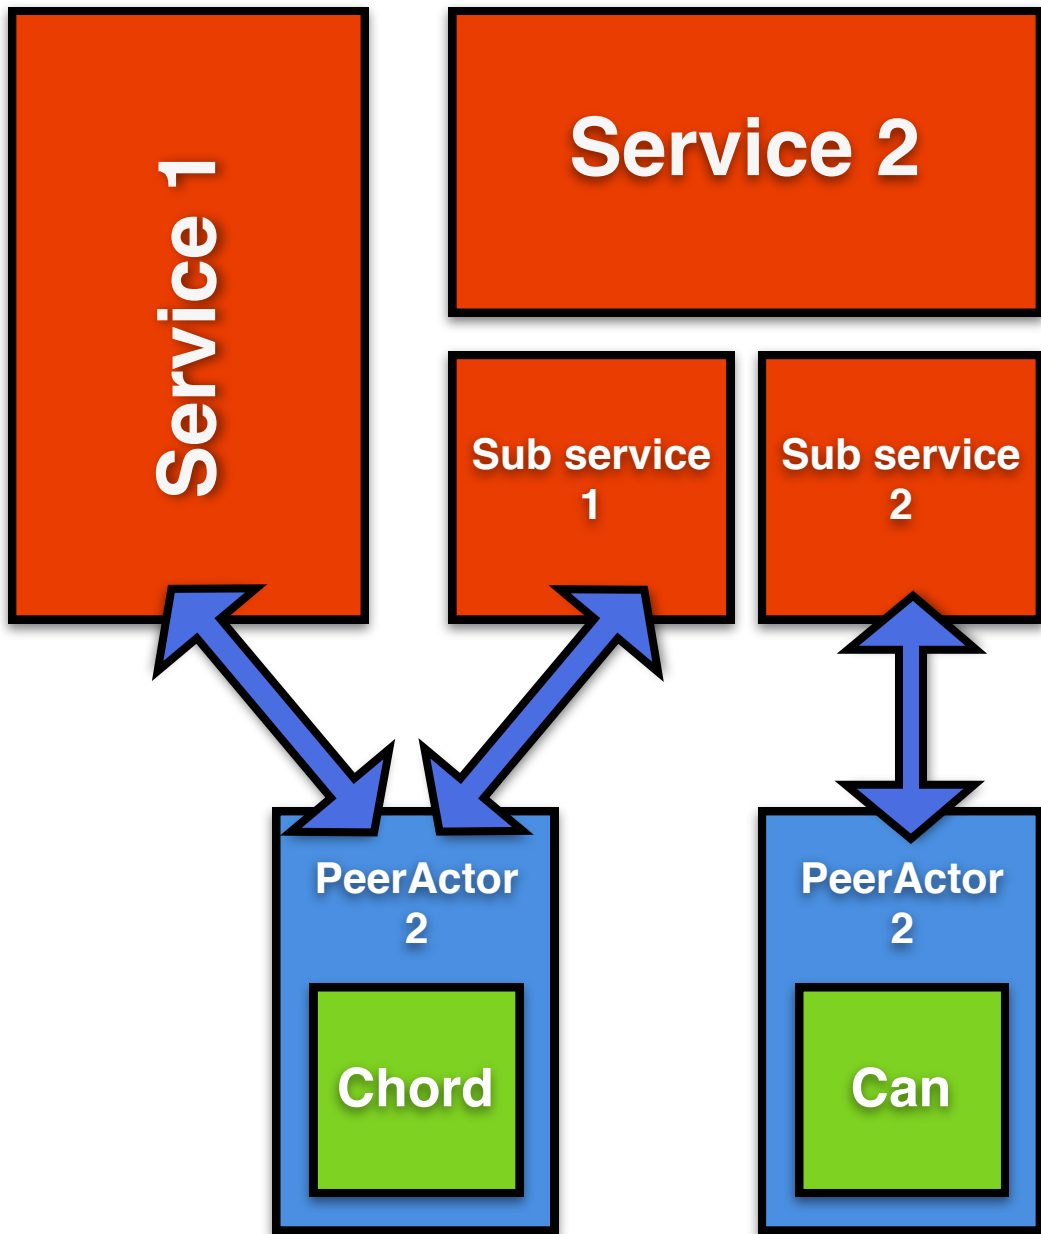 Service 1
Service 2
Sub service
1
Sub service
2
PeerActor
2
Chord
PeerActor
2
Can